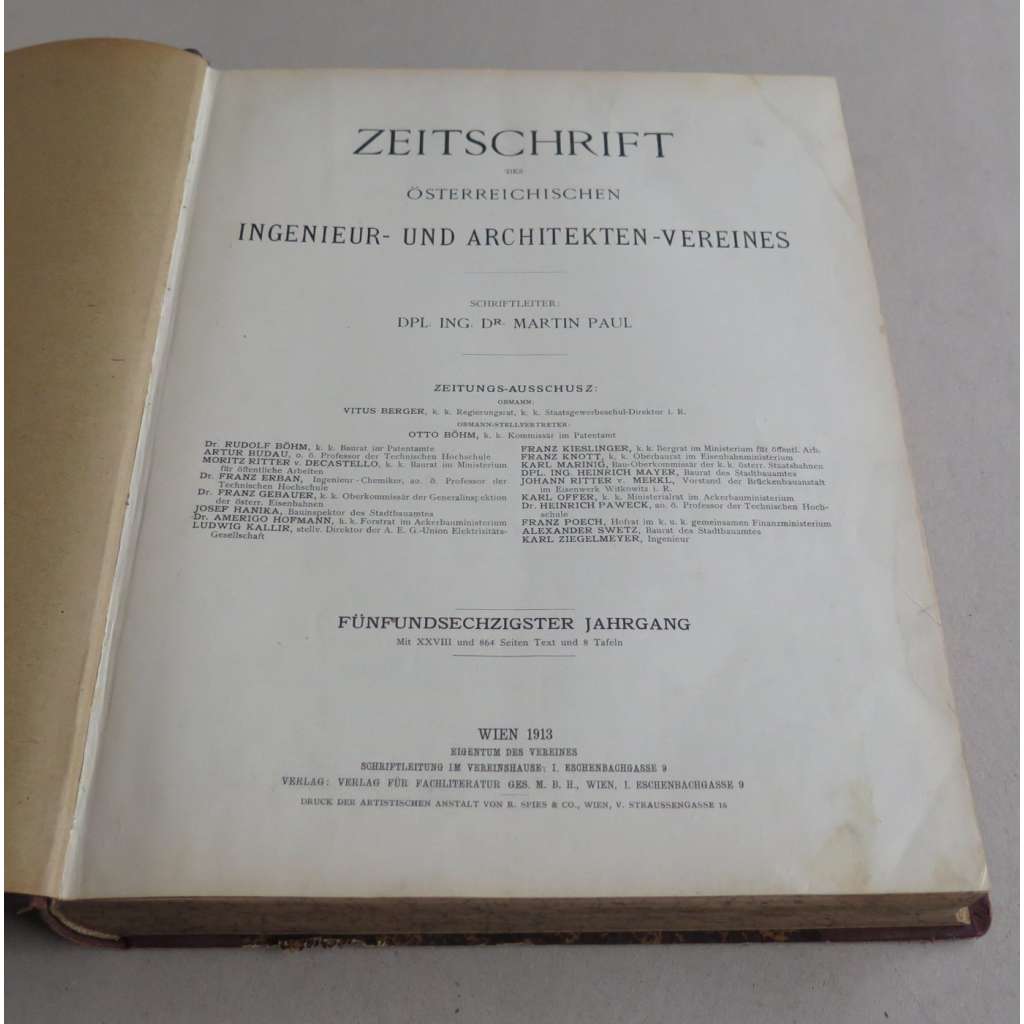 ZEITSCHRIFT
DES
ÖSTERREICHISCHEN
INGENIEUR- UND ARCHITEKTEN-VEREINES
SCHRIFTLEITER:
DPL. ING. DR. MARTIN PAUL
ZEITUNGS-AUSSCHUSZ:
OBMANN:
VITUS BERGER, k. k. Regierungsrat, k. k. Staatsgewerbeschul-Direktor i. R.
OBMANN-STELLVERTRETER:
OTTO BÖHM, k. k. Kommissär im Patentamt
Dr. RUDOLF BÖHM, k. k. Baurat im Patentamte
ARTUR BUDAU, o. ö. Professor der Technischen Hochschule
MORITZ RITTER v. DECASTELLO, k. k. Baurat im Ministerium
für öffentliche Arbeiten
Dr. FRANZ ERBAN, Ingenieur-Chemiker, ao. ö. Professor der
Technischen Hochschule
Dr. FRANZ GEBAUER, k. k. Oberkommissär der Generalinspektion
der österr. Eisenbahnen
JOSEF HANIKA, Bauinspektor des Stadtbauamtes
Dr. AMERIGO HOFMANN, k. k. Forstrat im Ackerbauministerium
LUDWIG KALLIR, stellv. Direktor der A. E. G.-Union Elektrizitäts-
Gesellschaft
FRANZ KIESLINGER, k. k. Bergrat im Ministerium für öffentl. Arb.
FRANZ KNOTT, k. k. Oberbaurat im Eisenbahnministerium
KARL MARINIG, Bau-Oberkommissär der k. k. österr. Staatsbahnen
DPL. ING. HEINRICH MAYER, Baurat des Stadtbauamtes
JOHANN RITTER v. MERKL, Vorstand der Brückenbauanstalt
im Eisenwerk Witkowitz i. R.
KARL OFFER, k. k. Ministerialrat im Ackerbauministerium
Dr. HEINRICH PAWECK, ao. ö. Professor der Technischen Hoch-
schule
FRANZ POECH, Hofrat im k. u. k. gemeinsamen Finanzministerium
ALEXANDER SWETZ, Baurat des Stadtbauamtes
KARL ZIEGELMEYER, Ingenieur
FÜNFUNDSECHZIGSTER JAHRGANG
Mit XXVIII und 864 Seiten Text und 8 Tafeln
WIEN 1913
EIGENTUM DES VEREINES
SCHRIFTLEITUNG IM VEREINSHAUSE: I. ESCHENBACHGASSE 9
VERLAG: VERLAG FÜR FACHLITERATUR GES. M. B. H., WIEN, I. ESCHENBACHGASSE 9
DRUCK DER ARTISTISCHEN ANSTALT VON R. SPIES & CO., WIEN, V. STRAUSSENGASSE 16